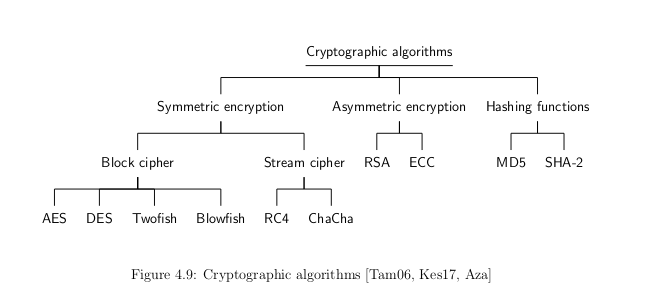 Cryptographic algorithms
Symmetric encryption Asymmetric encryption Hashing functions
Block cipher Stream cipher RSA ECC MD5 SHA-2
AES DES Twofish Blowfish RC4 ChaCha
Figure 4.9: Cryptographic algorithms [Tam06, Kes17, Aza]